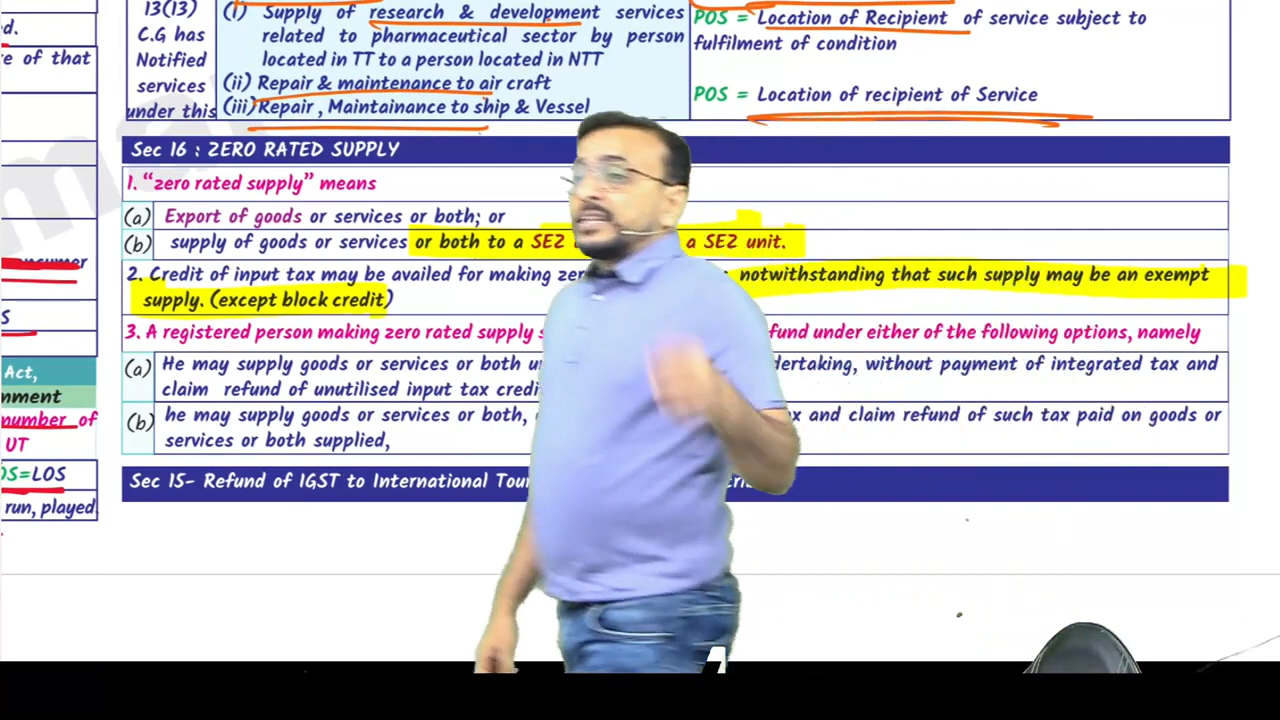 13(13)
C.G has
Notified
services
under this
(i) Supply of research & development services
related to pharmaceutical sector by person
located in TT to a person located in NTT
(ii) Repair & maintenance to air craft
(iii) Repair , Maintainance to ship & Vessel
POS = Location of Recipient of service subject to
fulfilment of condition
POS = Location of recipient of Service
d.
e of that
S
Act,
nment
number of
UT
OS=LOS
run, played
Sec 16 : ZERO RATED SUPPLY
1. “zero rated supply” means
(a) Export of goods or services or both; or
(b) supply of goods or services or both to a SEZ a SEZ unit.
2. Credit of input tax may be availed for making notwithstanding that such supply may be an exempt
supply. (except block credit)
3. A registered person making zero rated supply fund under either of the following options, namely
(a) He may supply goods or services or both dertaking, without payment of integrated tax and
claim refund of unutilised input tax
(b) he may supply goods or services or both, and claim refund of such tax paid on goods or
services or both supplied,
Sec 15- Refund of IGST to International